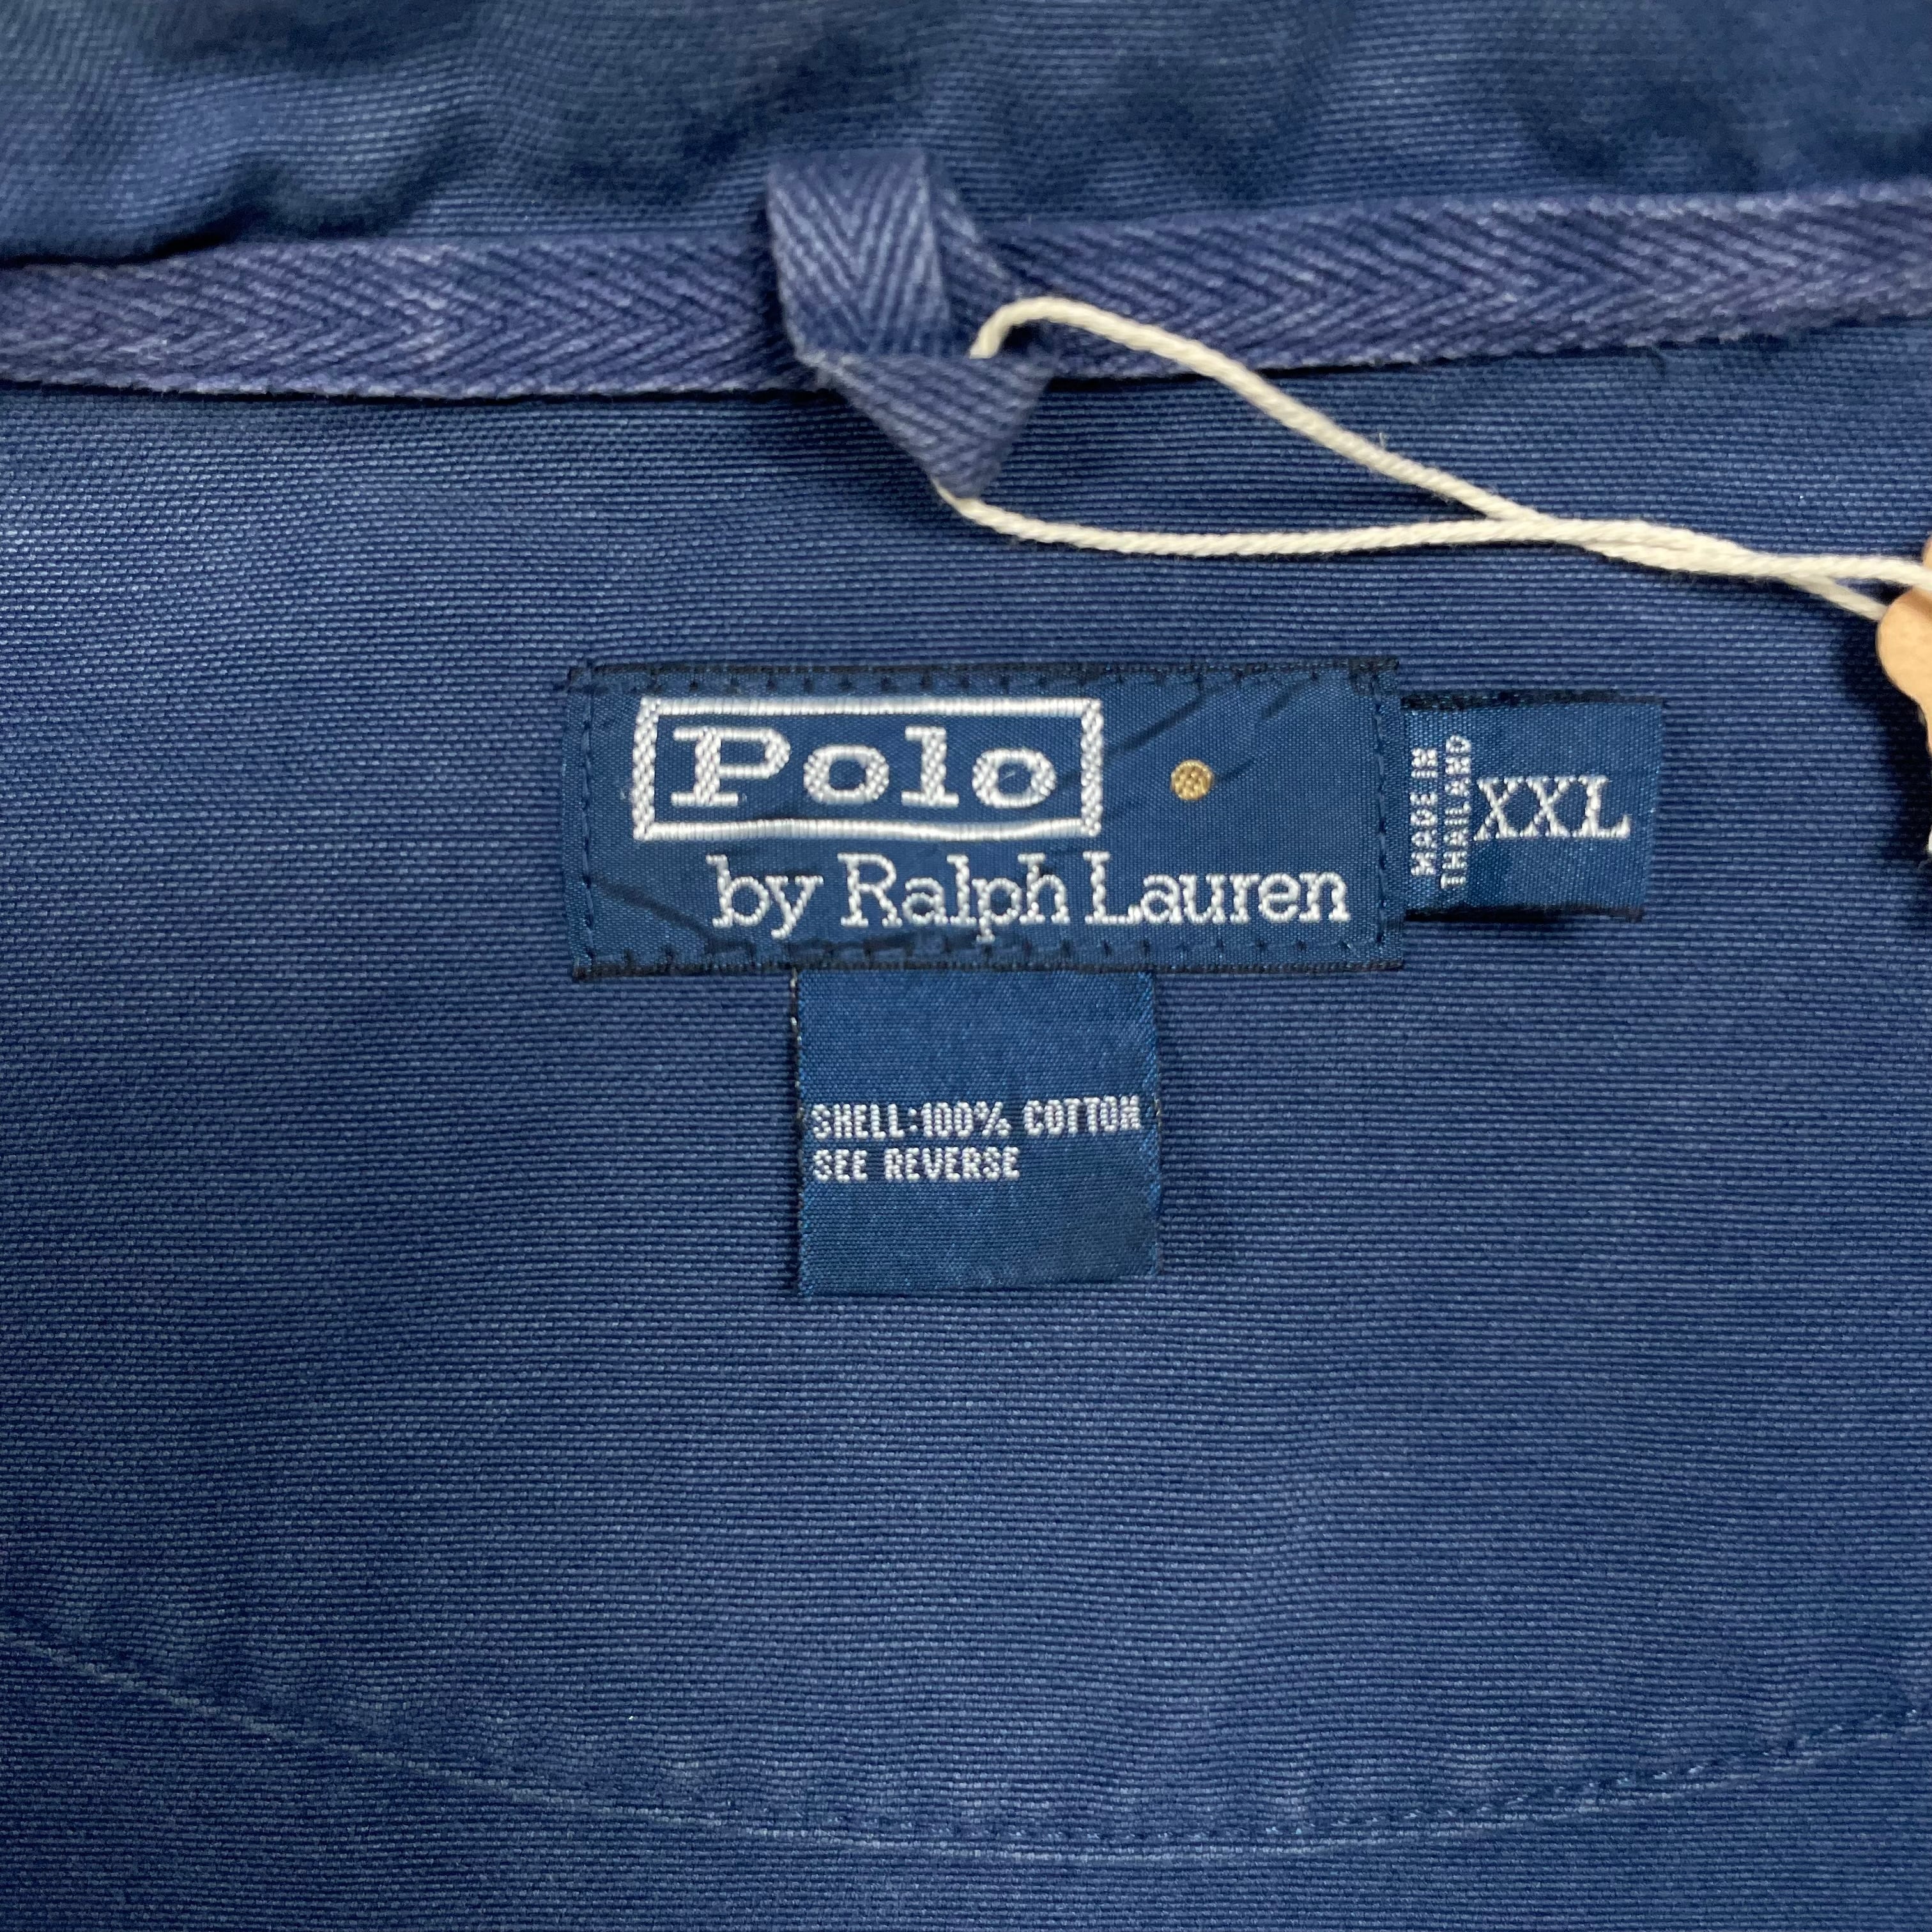 Polo
by Ralph Lauren
MADE IN
THAILAND
XXL
SHELL:100% COTTON
SEE REVERSE